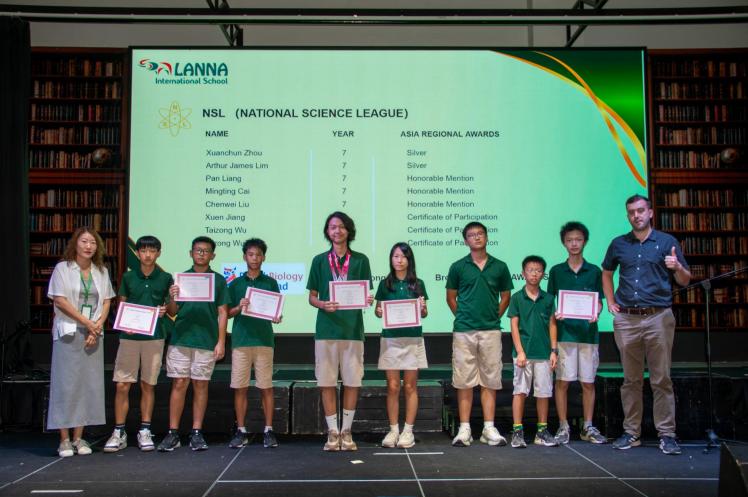 LANNA
International School
NSL (NATIONAL SCIENCE LEAGUE)
NAME YEAR ASIA REGIONAL AWARDS
Xuanchun Zhou 7 Silver
Arthur James Lim 7 Silver
Pan Liang 7 Honorable Mention
Mingting Cai 7 Honorable Mention
Chenwei Liu 7 Honorable Mention
Xuen Jiang Certificate of Participation
Taizong Wu Certificate of Participation
Certificate of Participation
Biology